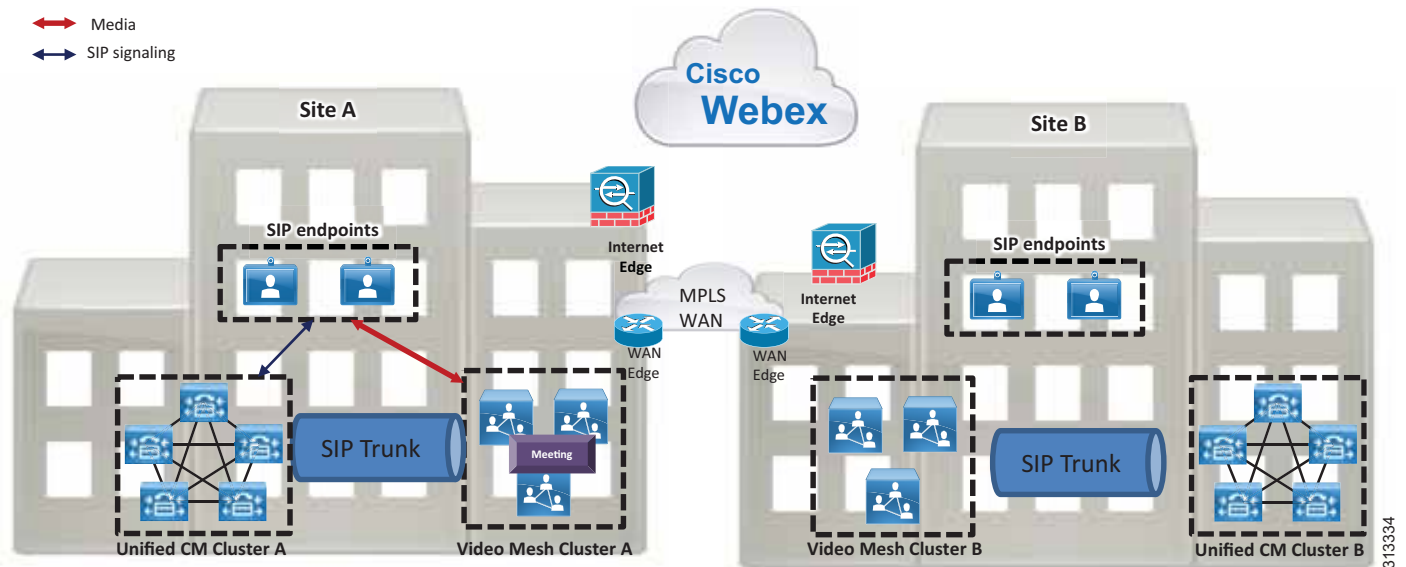 Media
SIP signaling
Cisco
Webex
Site A
Site B
SIP endpoints
SIP endpoints
Internet
Edge
Internet
Edge
MPLS
WAN
WAN
Edge
WAN
Edge
SIP Trunk
Meeting
SIP Trunk
Unified CM Cluster A
Video Mesh Cluster A
Video Mesh Cluster B
Unified CM Cluster B
313334